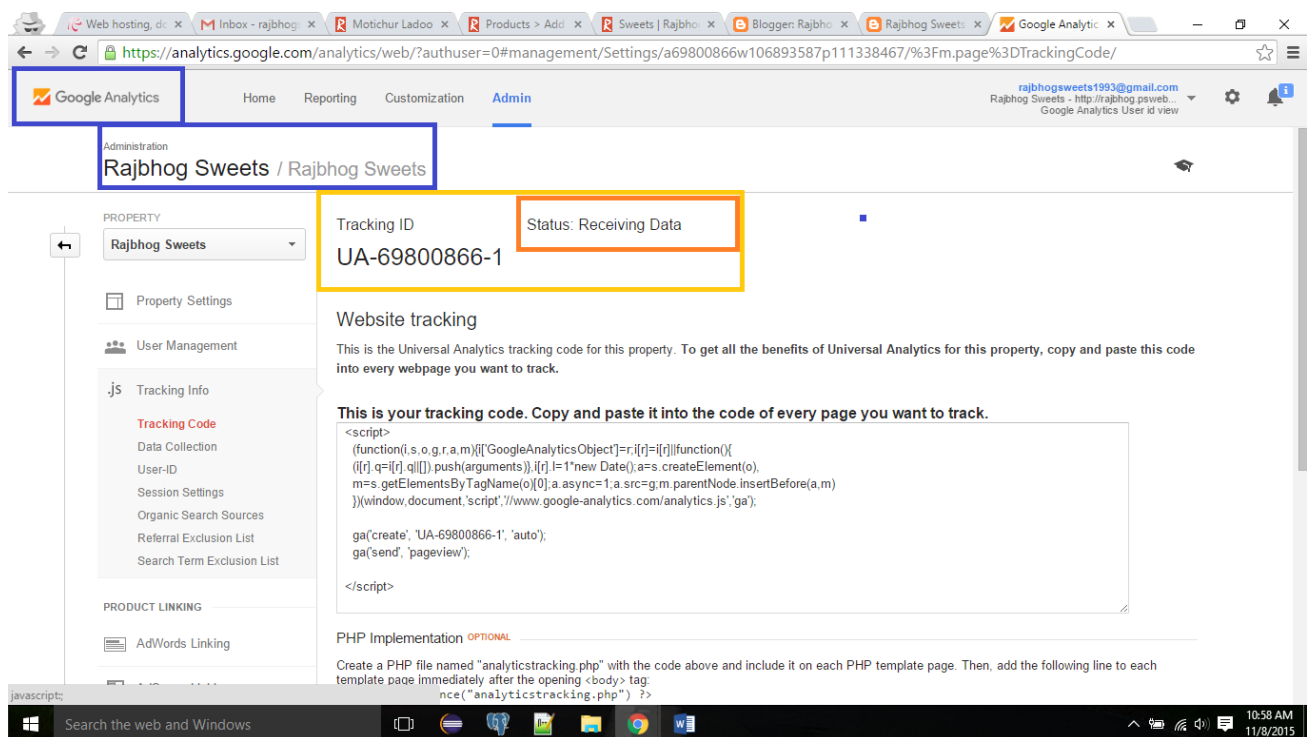 Web hosting, do
Inbox - rajbhog
Motichur Ladoo
Products > Add
Sweets | Rajbho
Blogger: Rajbho
Rajbhog Sweets
Google Analytic
https://analytics.google.com/analytics/web/?authuser=0#management/Settings/a69800866w106893587p111338467/%3Fm.page%3DTrackingCode/
Google Analytics
Home Reporting Customization Admin
rajbhogsweets1993@gmail.com
Rajbhog Sweets - http://rajbhog.psweb...
Google Analytics User id view
1
Administration
Rajbhog Sweets / Rajbhog Sweets
PROPERTY
Rajbhog Sweets
Property Settings
User Management
.js Tracking Info
Tracking Code
Data Collection
User-ID
Session Settings
Organic Search Sources
Referral Exclusion List
Search Term Exclusion List
PRODUCT LINKING
AdWords Linking
Tracking ID
UA-69800866-1
Status: Receiving Data
Website tracking
This is the Universal Analytics tracking code for this property. To get all the benefits of Universal Analytics for this property, copy and paste this code
into every webpage you want to track.
This is your tracking code. Copy and paste it into the code of every page you want to track.
<script>
(function(i,s,o,g,r,a,m){i['GoogleAnalyticsObject']=r;i[r]=i[r]||function(){
(i[r].q=i[r].q||[]).push(arguments)},i[r].l=1*new Date();a=s.createElement(o),
m=s.getElementsByTagName(o)[0];a.async=1;a.src=g;m.parentNode.insertBefore(a,m)
})(window,document,'script','//www.google-analytics.com/analytics.js','ga');
ga('create', 'UA-69800866-1', 'auto');
ga('send', 'pageview');
</script>
PHP Implementation OPTIONAL
Create a PHP file named "analyticstracking.php" with the code above and include it on each PHP template page. Then, add the following line to each
template page immediately after the opening <body> tag:
nce("analyticstracking.php") ?>
javascript:;
Search the web and Windows
10:58 AM
11/8/2015